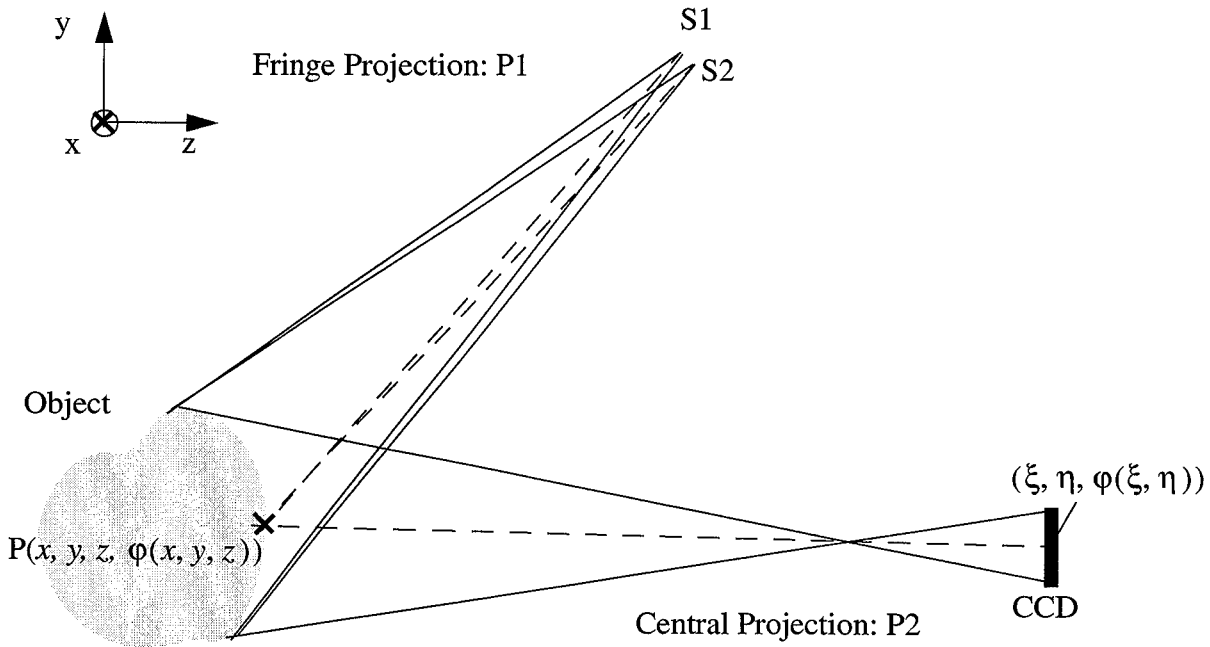 S1
y
Fringe Projection: P1
S2
x
z
Object
(ξ, η, φ(ξ, η))
P(x, y, z, φ(x, y, z))
CCD
Central Projection: P2